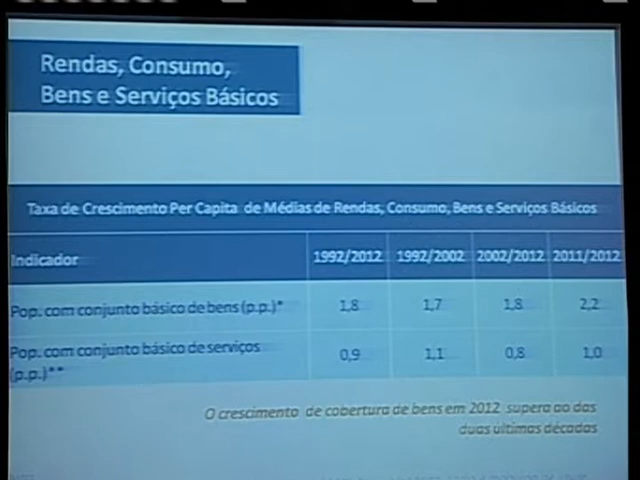 Rendas, Consumo,
Bens e Serviços Básicos
Taxa de Crescimento Per Capita de Médias de Rendas, Consumo, Bens e Serviços Básicos
Indicador 1992/2012 1992/2002 2002/2012 2011/2012
Pop. com conjunto básico de bens (p.p.)* 1,8 1,7 1,8 2,2
Pop. com conjunto básico de serviços
(p.p.)** 0,9 1,1 0,8 1,0
O crescimento de cobertura de bens em 2012 supera ao das
duas últimas décadas